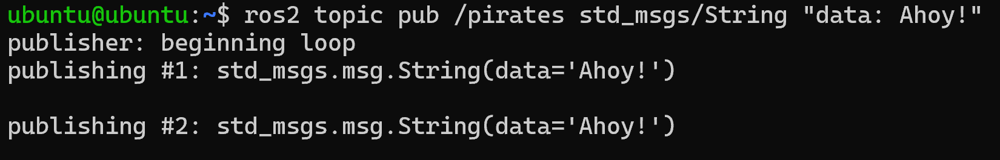 ubuntu@ubuntu:~$ ros2 topic pub /pirates std_msgs/String "data: Ahoy!"
publisher: beginning loop
publishing #1: std_msgs.msg.String(data='Ahoy!')
publishing #2: std_msgs.msg.String(data='Ahoy!')